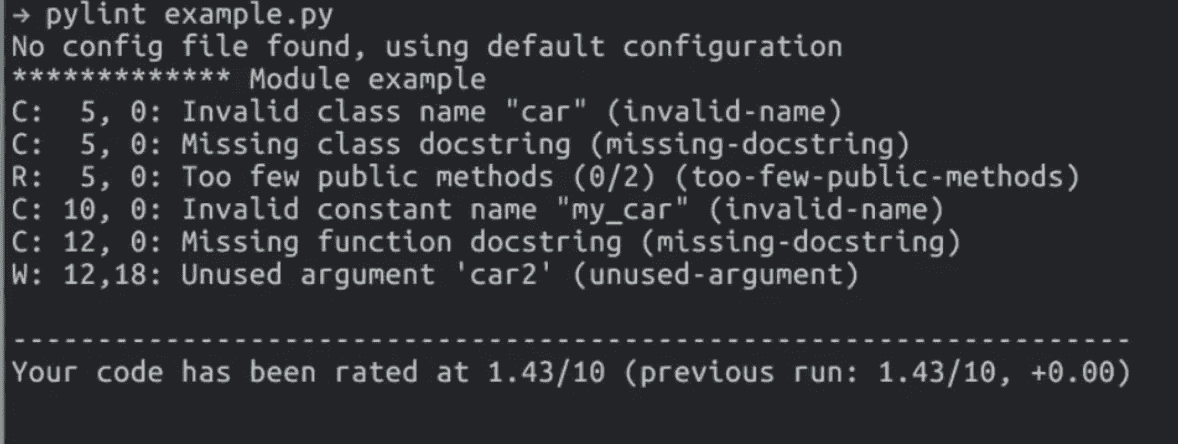 → pylint example.py
No config file found, using default configuration
************* Module example
C:  5, 0: Invalid class name "car" (invalid-name)
C:  5, 0: Missing class docstring (missing-docstring)
R:  5, 0: Too few public methods (0/2) (too-few-public-methods)
C: 10, 0: Invalid constant name "my_car" (invalid-name)
C: 12, 0: Missing function docstring (missing-docstring)
W: 12,18: Unused argument 'car2' (unused-argument)
------------------------------------------------------------------
Your code has been rated at 1.43/10 (previous run: 1.43/10, +0.00)